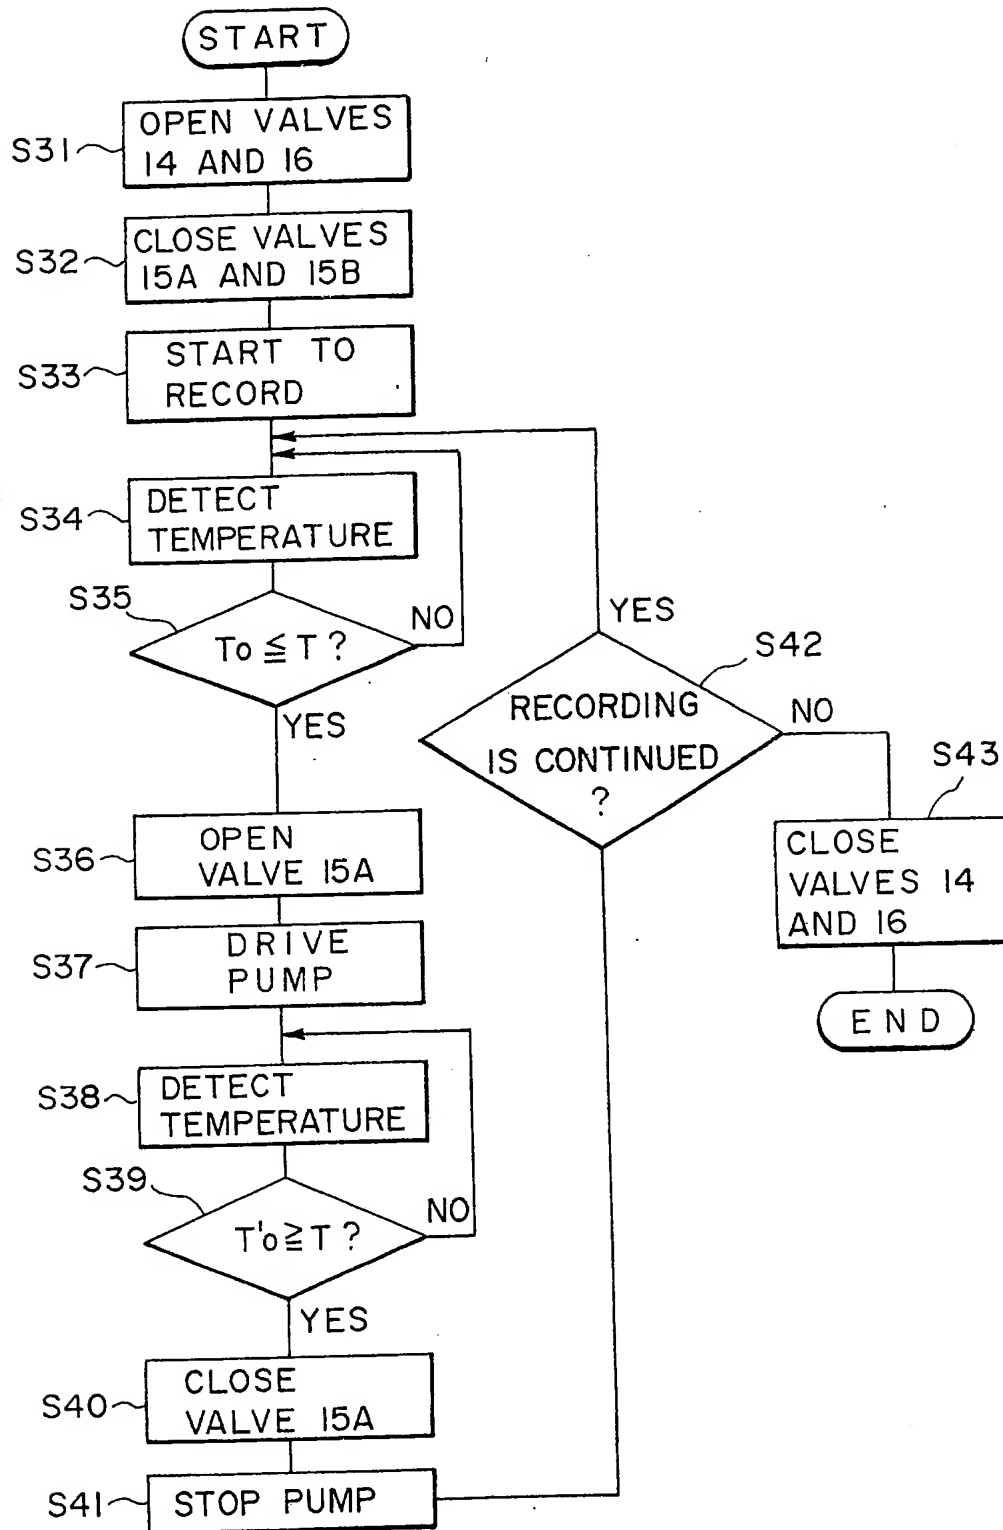 START
S31
OPEN VALVES
14 AND 16
S32
CLOSE VALVES
15A AND 15B
S33
START TO
RECORD
S34
DETECT
TEMPERATURE
S35
To ≦ T ?
NO
YES
S36
OPEN
VALVE 15A
S37
DRIVE
PUMP
S38
DETECT
TEMPERATURE
S39
T'o ≧ T ?
NO
YES
S40
CLOSE
VALVE 15A
S41
STOP PUMP
YES
S42
RECORDING
IS CONTINUED
?
NO
S43
CLOSE
VALVES 14
AND 16
END